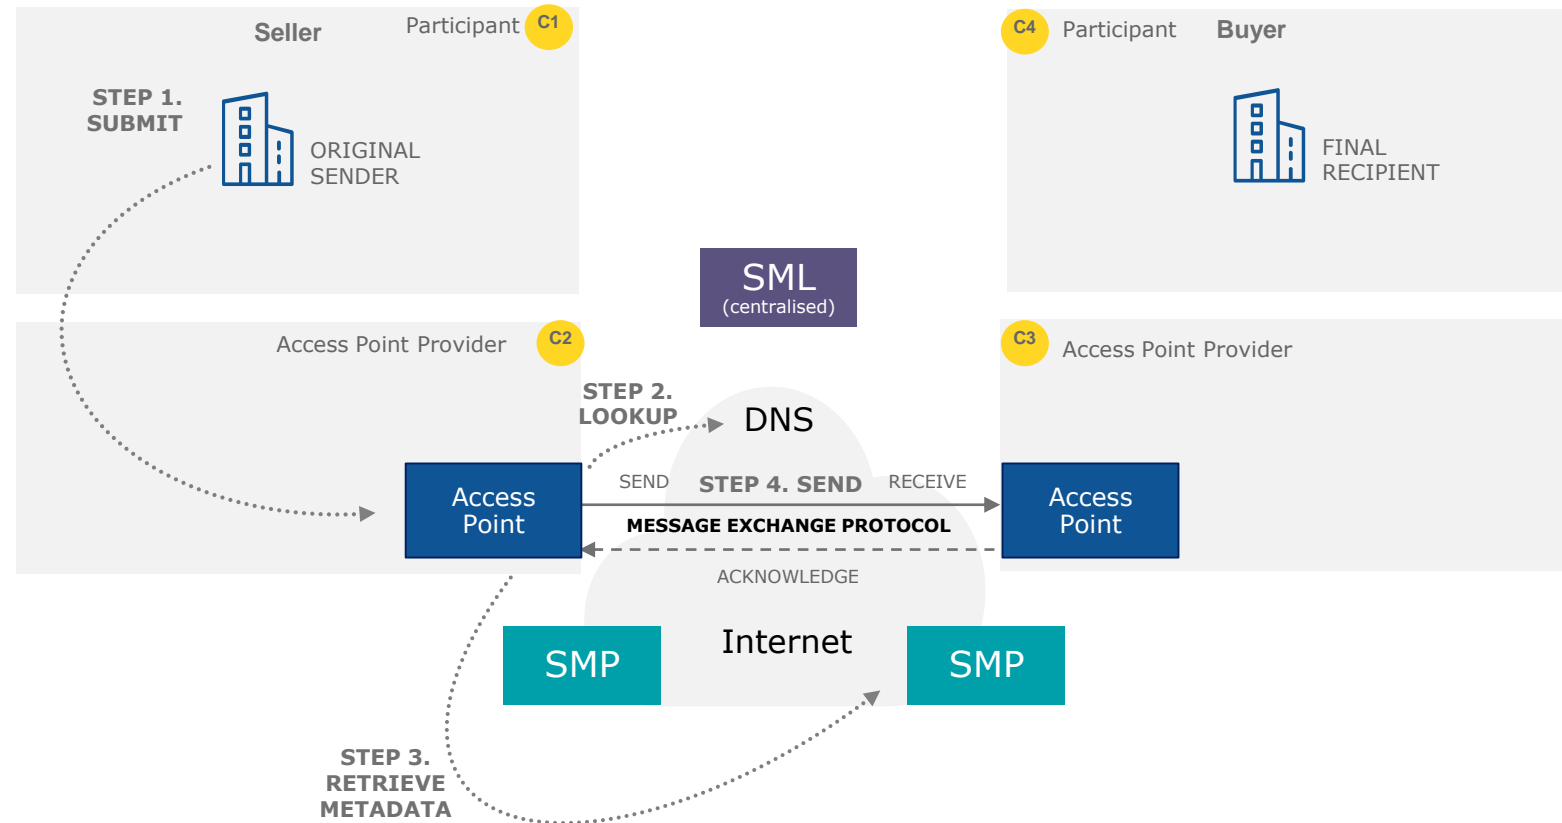 Seller
Participant
C1
STEP 1.
SUBMIT
ORIGINAL
SENDER
C4
Participant
Buyer
FINAL
RECIPIENT
SML
(centralised)
Access Point Provider
C2
C3
Access Point Provider
STEP 2.
LOOKUP
DNS
Access
Point
SEND
STEP 4. SEND
RECEIVE
MESSAGE EXCHANGE PROTOCOL
ACKNOWLEDGE
Access
Point
SMP
Internet
SMP
STEP 3.
RETRIEVE
METADATA